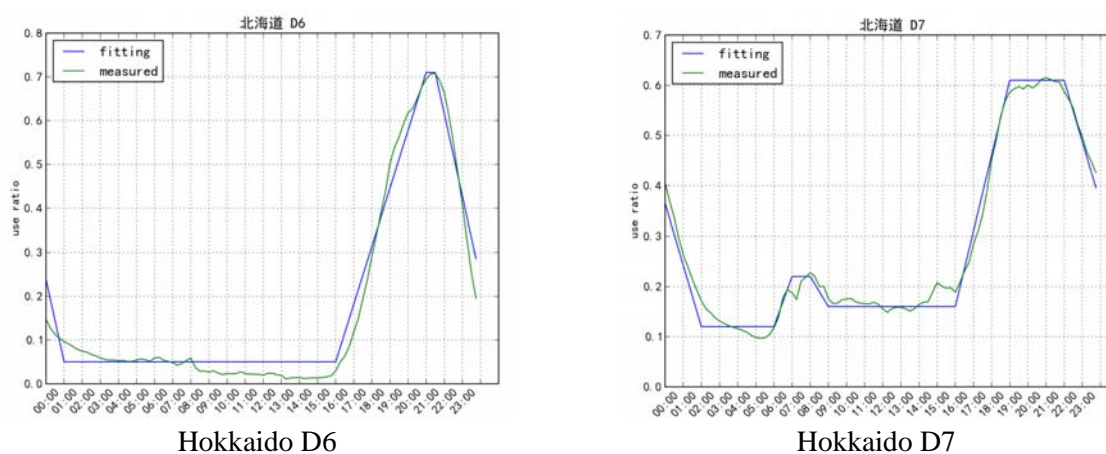 北海道 D6
0.8
0.7
0.6
0.5
0.4
0.3
0.2
0.1
0.0
use ratio
fitting
measured
00:00 01:00 02:00 03:00 04:00 05:00 06:00 07:00 08:00 09:00 10:00 11:00 12:00 13:00 14:00 15:00 16:00 17:00 18:00 19:00 20:00 21:00 22:00 23:00
Hokkaido D6
北海道 D7
0.7
0.6
0.5
0.4
0.3
0.2
0.1
0.0
use ratio
fitting
measured
00:00 01:00 02:00 03:00 04:00 05:00 06:00 07:00 08:00 09:00 10:00 11:00 12:00 13:00 14:00 15:00 16:00 17:00 18:00 19:00 20:00 21:00 22:00 23:00
Hokkaido D7